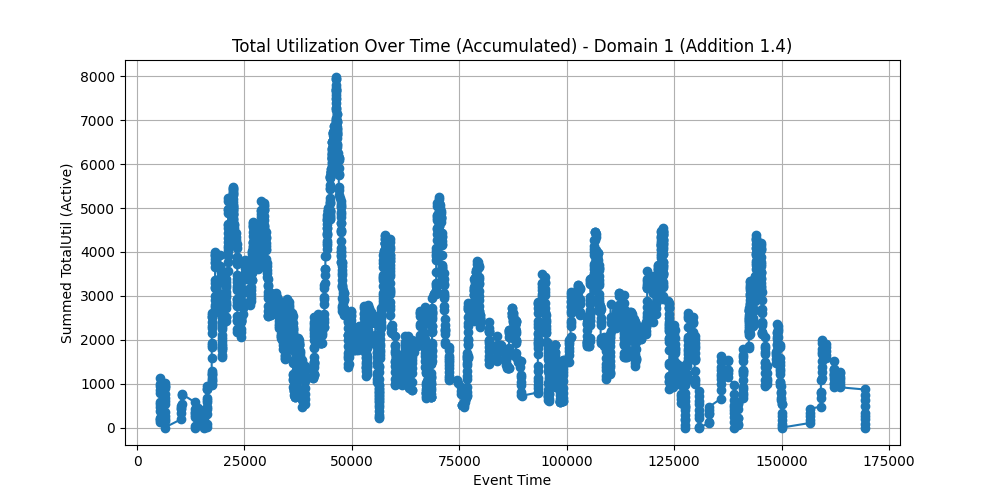 Total Utilization Over Time (Accumulated) - Domain 1 (Addition 1.4)
Summed TotalUtil (Active)
8000
7000
6000
5000
4000
3000
2000
1000
0
0 25000 50000 75000 100000 125000 150000 175000
Event Time